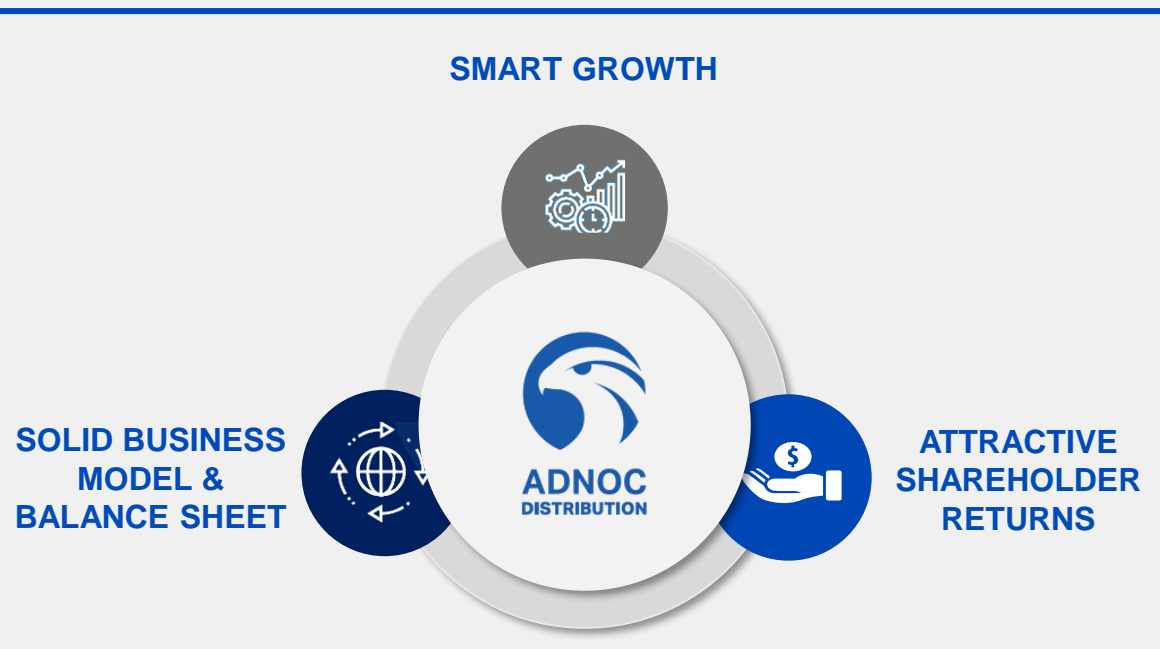 SMART GROWTH
SOLID BUSINESS
MODEL &
BALANCE SHEET
$
ADNOC
DISTRIBUTION
ATTRACTIVE
SHAREHOLDER
RETURNS